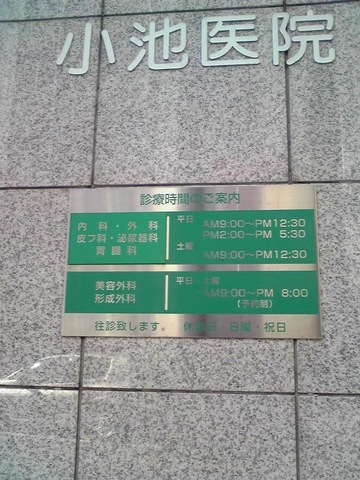 小池医院
診療時間のご案内
内科・外科
皮フ科・泌尿器科
胃腸科
平日 AM9:00〜PM12:30
PM2:00〜PM 5:30
土曜 AM9:00〜PM12:30
美容外科
形成外科
平日・土曜
AM9:00〜PM 8:00
(予約制)
往診致します。 休診日 日曜・祝日